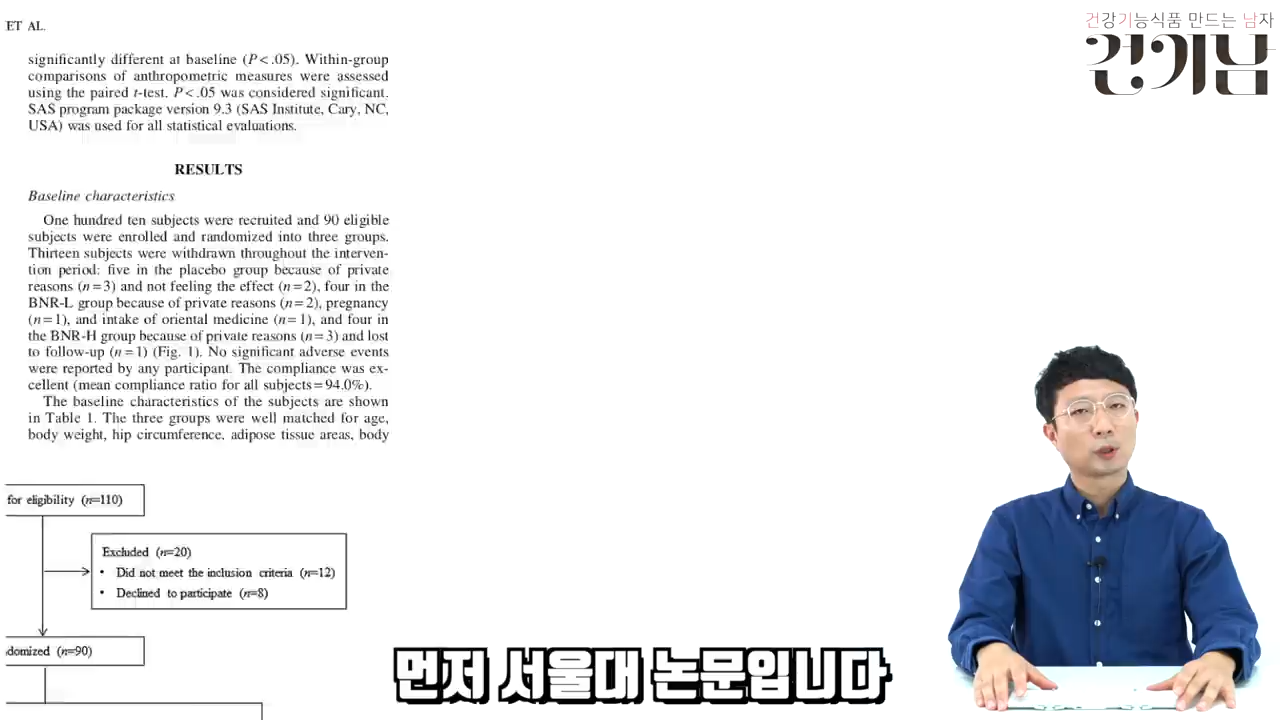 ET AL.
significantly different at baseline (P < .05). Within-group
comparisons of anthropometric measures were assessed
using the paired t-test. P < .05 was considered significant.
SAS program package version 9.3 (SAS Institute, Cary, NC,
USA) was used for all statistical evaluations.
RESULTS
Baseline characteristics
One hundred ten subjects were recruited and 90 eligible
subjects were enrolled and randomized into three groups.
Thirteen subjects were withdrawn throughout the interven-
tion period: five in the placebo group because of private
reasons (n = 3) and not feeling the effect (n = 2), four in the
BNR-L group because of private reasons (n = 2), pregnancy
(n = 1), and intake of oriental medicine (n = 1), and four in
the BNR-H group because of private reasons (n = 3) and lost
to follow-up (n = 1) (Fig. 1). No significant adverse events
were reported by any participant. The compliance was ex-
cellent (mean compliance ratio for all subjects = 94.0%).
The baseline characteristics of the subjects are shown
in Table 1. The three groups were well matched for age,
body weight, hip circumference, adipose tissue areas, body
for eligibility (n=110)
Excluded (n=20)
• Did not meet the inclusion criteria (n=12)
• Declined to participate (n=8)
domized (n=90)
건강기능식품 만드는 남자
건기남
먼저 서울대 논문입니다